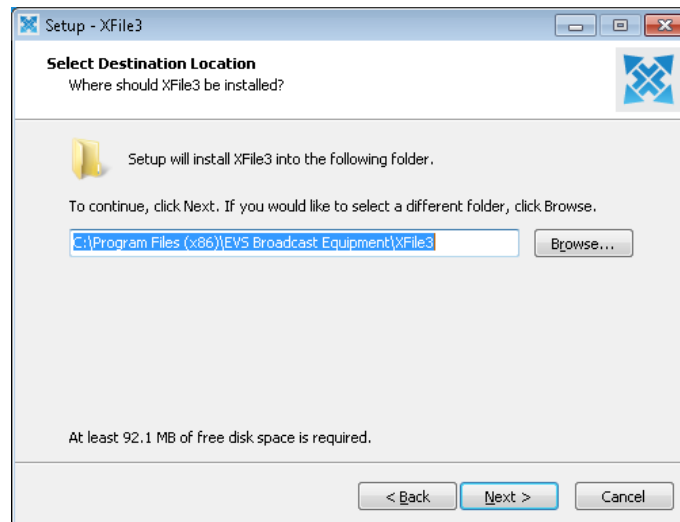 Setup - XFile3
Select Destination Location
Where should XFile3 be installed?
Setup will install XFile3 into the following folder.
To continue, click Next. If you would like to select a different folder, click Browse.
C:\Program Files (x86)\EVS Broadcast Equipment\XFile3
Browse...
At least 92.1 MB of free disk space is required.
< Back
Next >
Cancel